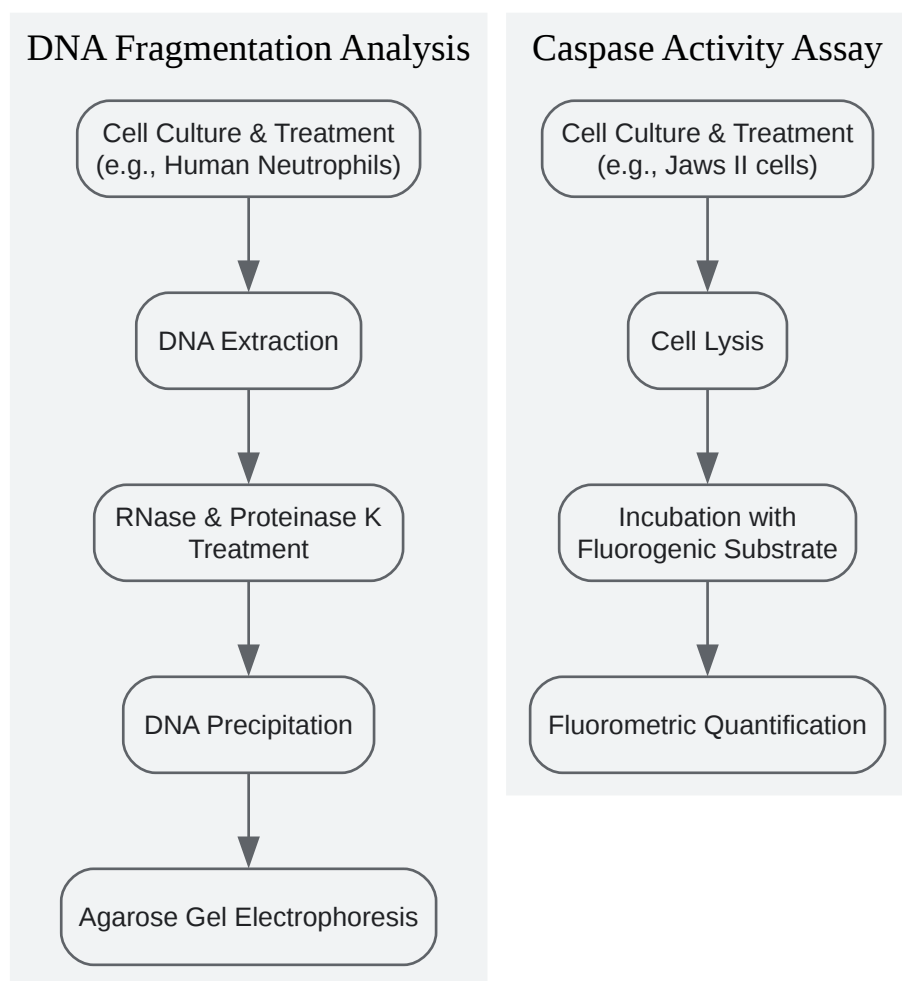 DNA Fragmentation Analysis
Cell Culture & Treatment
(e.g., Human Neutrophils)
DNA Extraction
RNase & Proteinase K
Treatment
DNA Precipitation
Agarose Gel Electrophoresis
Caspase Activity Assay
Cell Culture & Treatment
(e.g., Jaws II cells)
Cell Lysis
Incubation with
Fluorogenic Substrate
Fluorometric Quantification